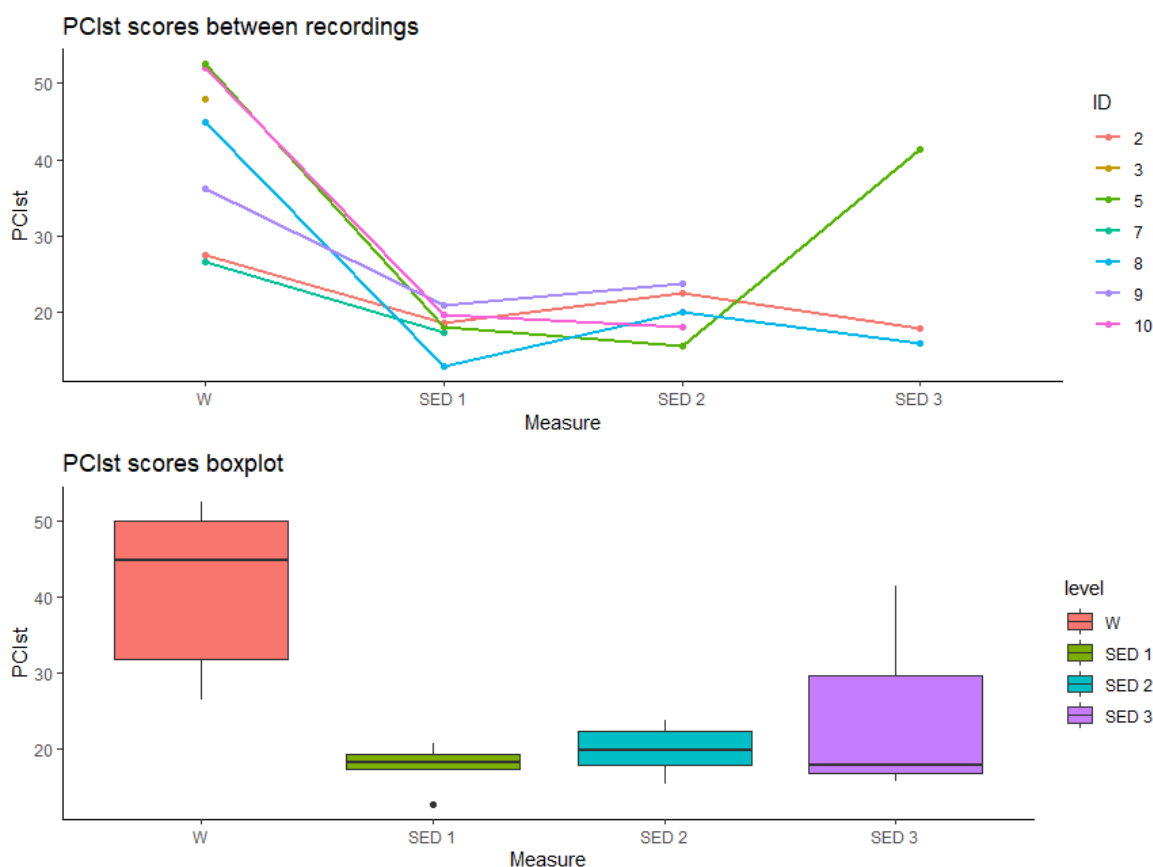 PCIst scores between recordings
50
40
30
20
PCIst
W
SED 1
SED 2
SED 3
Measure
ID
2
3
5
7
8
9
10
PCIst scores boxplot
50
40
30
20
PCIst
W
SED 1
SED 2
SED 3
Measure
level
W
SED 1
SED 2
SED 3